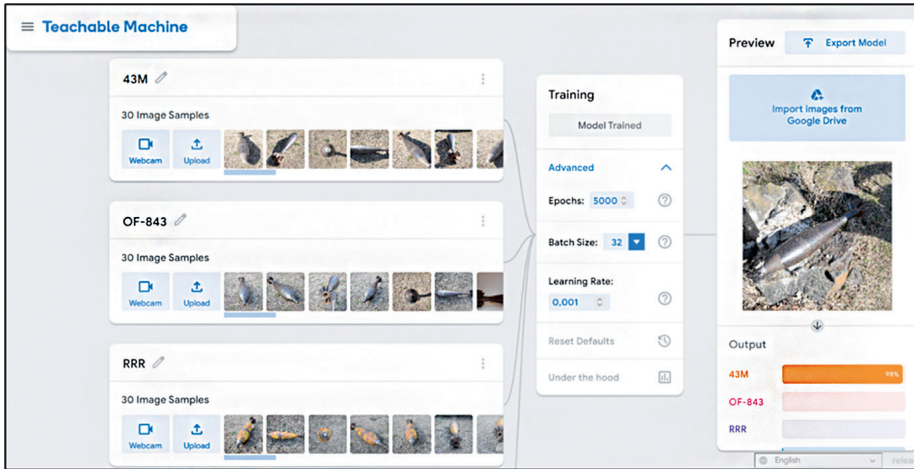 Teachable Machine
43M
30 Image Samples
Webcam
Upload
OF-843
30 Image Samples
Webcam
Upload
RRR
30 Image Samples
Webcam
Upload
Training
Model Trained
Advanced
Epochs: 5000
Batch Size: 32
Learning Rate:
0,001
Reset Defaults
Under the hood
Preview
Export Model
Import images from
Google Drive
Output
43M 98%
OF-843
RRR
English